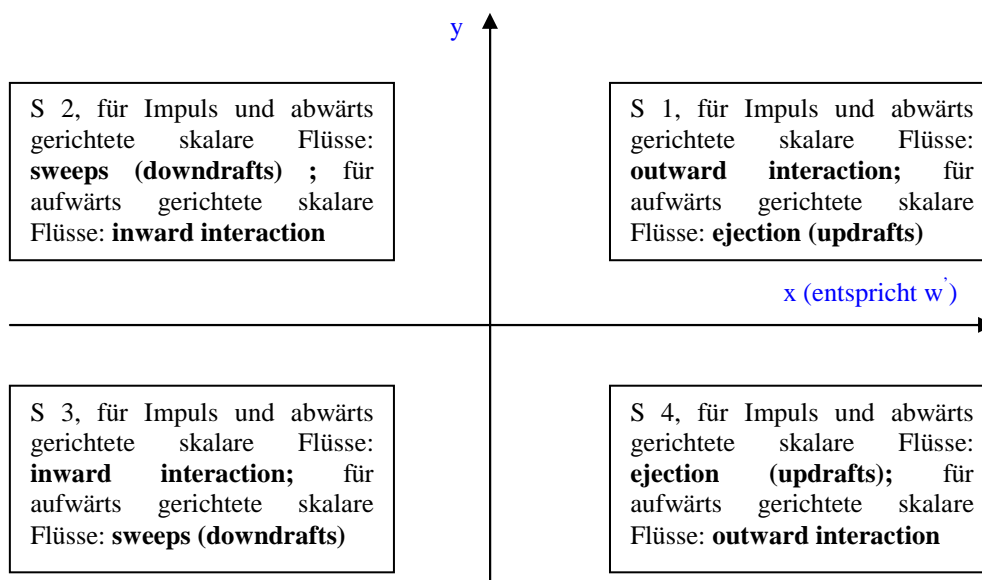 y
S 2, für Impuls und abwärts
gerichtete skalare Flüsse:
sweeps (downdrafts) ; für
aufwärts gerichtete skalare
Flüsse: inward interaction
S 1, für Impuls und abwärts
gerichtete skalare Flüsse:
outward interaction; für
aufwärts gerichtete skalare
Flüsse: ejection (updrafts)
x (entspricht w’)
S 3, für Impuls und abwärts
gerichtete skalare Flüsse:
inward interaction; für
aufwärts gerichtete skalare
Flüsse: sweeps (downdrafts)
S 4, für Impuls und abwärts
gerichtete skalare Flüsse:
ejection (updrafts); für
aufwärts gerichtete skalare
Flüsse: outward interaction